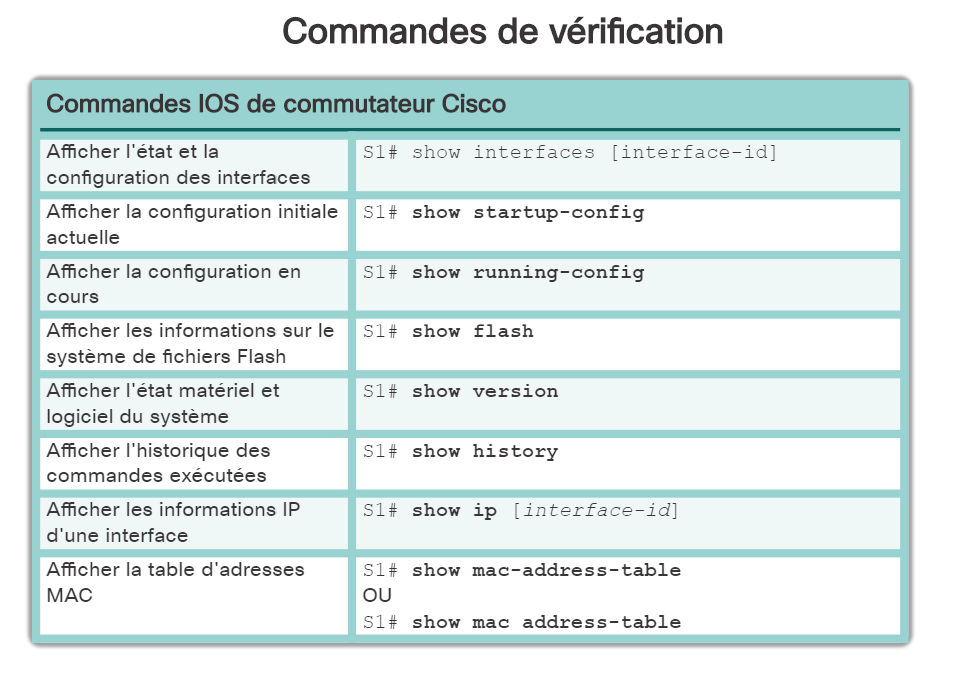 Commandes de vérification
Commandes IOS de commutateur Cisco
Afficher l'état et la
configuration des interfaces
S1# show interfaces [interface-id]
Afficher la configuration initiale
actuelle
S1# show startup-config
Afficher la configuration en
cours
S1# show running-config
Afficher les informations sur le
système de fichiers Flash
S1# show flash
Afficher l'état matériel et
logiciel du système
S1# show version
Afficher l'historique des
commandes exécutées
S1# show history
Afficher les informations IP
d'une interface
S1# show ip [interface-id]
Afficher la table d'adresses
MAC
S1# show mac-address-table
OU
S1# show mac address-table